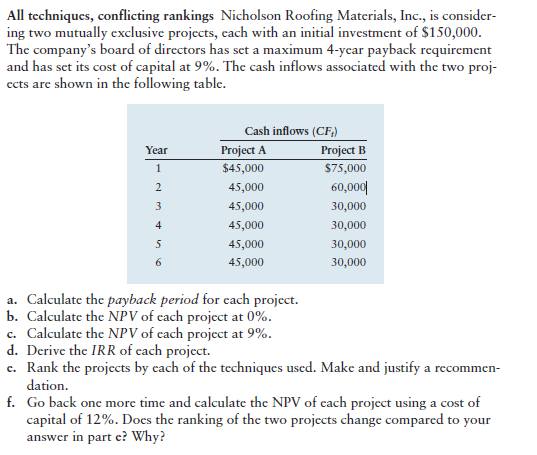 All techniques, conflicting rankings Nicholson Roofing Materials, Inc., is consider-
ing two mutually exclusive projects, each with an initial investment of $150,000.
The company's board of directors has set a maximum 4-year payback requirement
and has set its cost of capital at 9%. The cash inflows associated with the two proj-
ects are shown in the following table.
Cash inflows (CFt)
Year Project A Project B
1 $45,000 $75,000
2 45,000 60,000
3 45,000 30,000
4 45,000 30,000
5 45,000 30,000
6 45,000 30,000
a. Calculate the payback period for each project.
b. Calculate the NPV of each project at 0%.
c. Calculate the NPV of each project at 9%.
d. Derive the IRR of each project.
e. Rank the projects by each of the techniques used. Make and justify a recommen-
dation.
f. Go back one more time and calculate the NPV of each project using a cost of
capital of 12%. Does the ranking of the two projects change compared to your
answer in part e? Why?